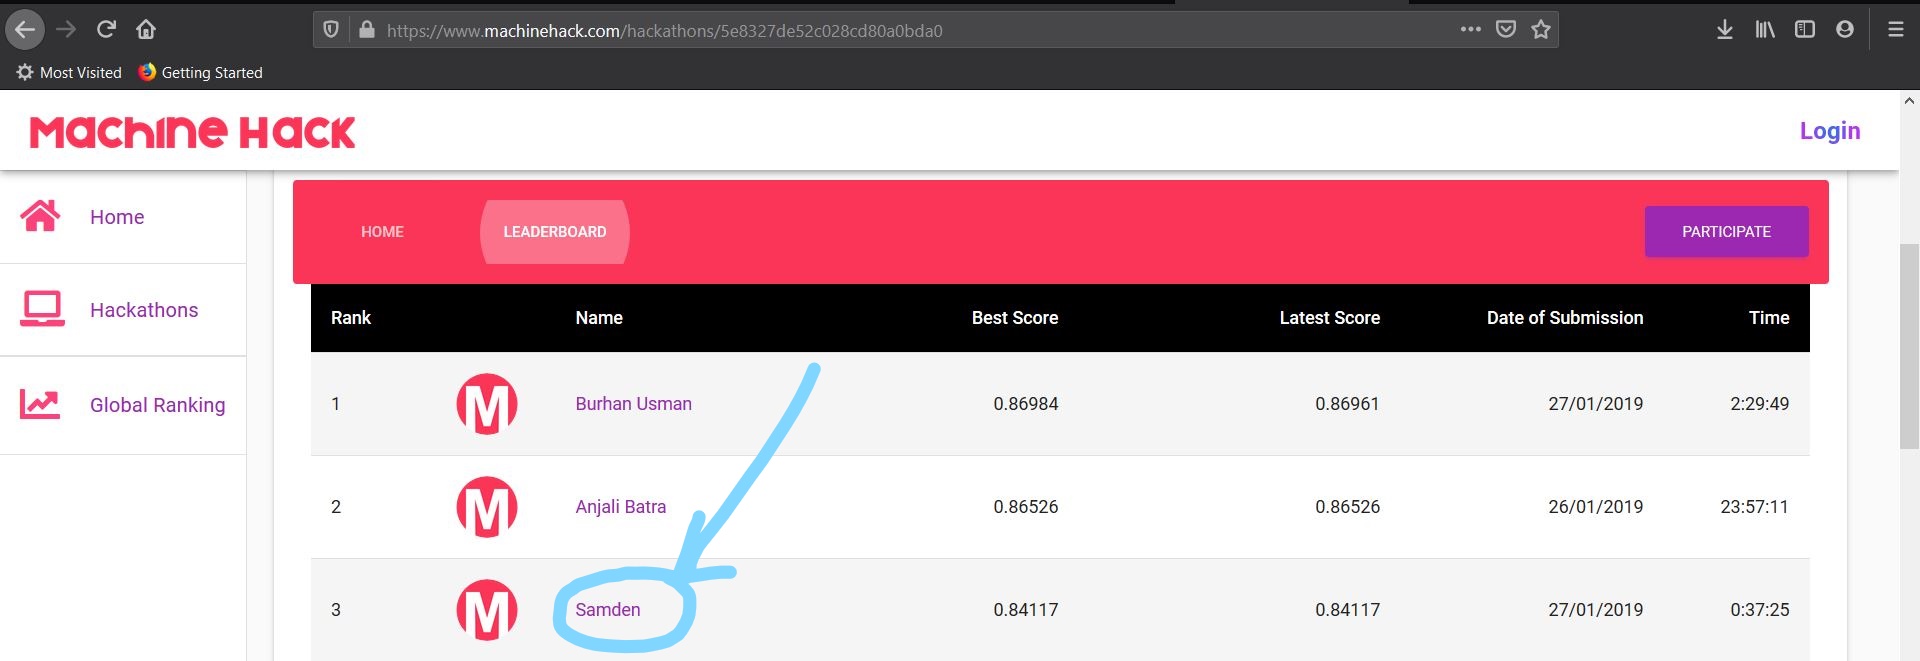 https://www.machinehack.com/hackathons/5e8327de52c028cd80a0bda0
Most Visited Getting Started
Machine Hack
Login
Home
Hackathons
Global Ranking
HOME LEADERBOARD PARTICIPATE
Rank Name Best Score Latest Score Date of Submission Time
1 M Burhan Usman 0.86984 0.86961 27/01/2019 2:29:49
2 M Anjali Batra 0.86526 0.86526 26/01/2019 23:57:11
3 M Samden 0.84117 0.84117 27/01/2019 0:37:25